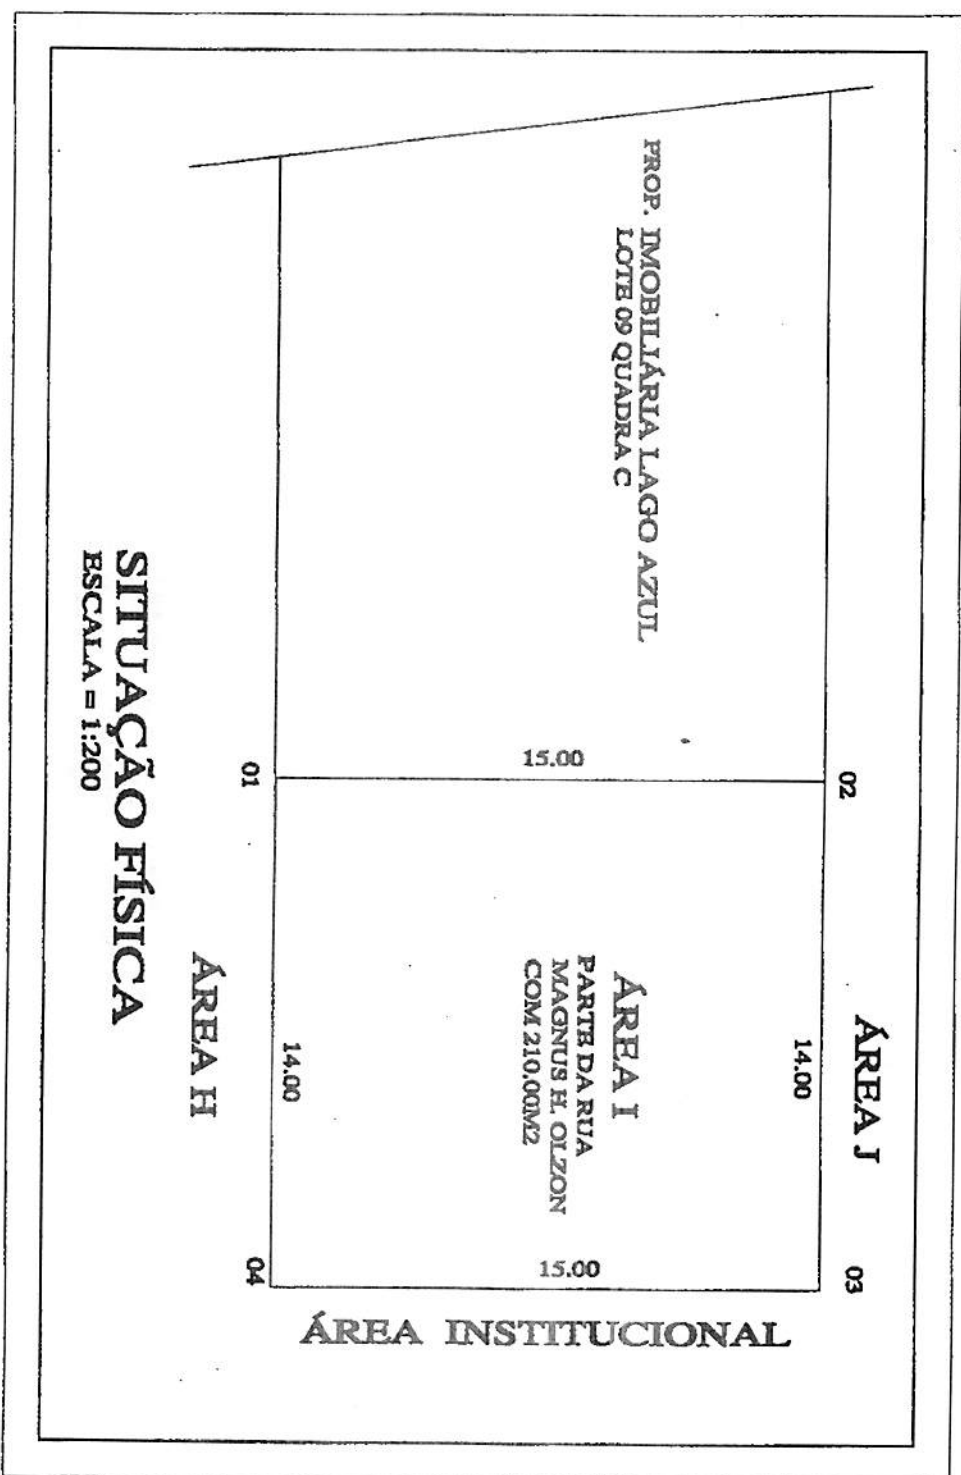 PROP. IMOBILIÁRIA LAGO AZUL
LOTE 09 QUADRA C
15.00
01
02
ÁREA J
14.00
ÁREA I
PARTE DA RUA
MAGNUS H. OLZON
COM 210.00M2
14.00
ÁREA H
15.00
04
03
ÁREA INSTITUCIONAL
SITUAÇÃO FÍSICA
ESCALA = 1:200